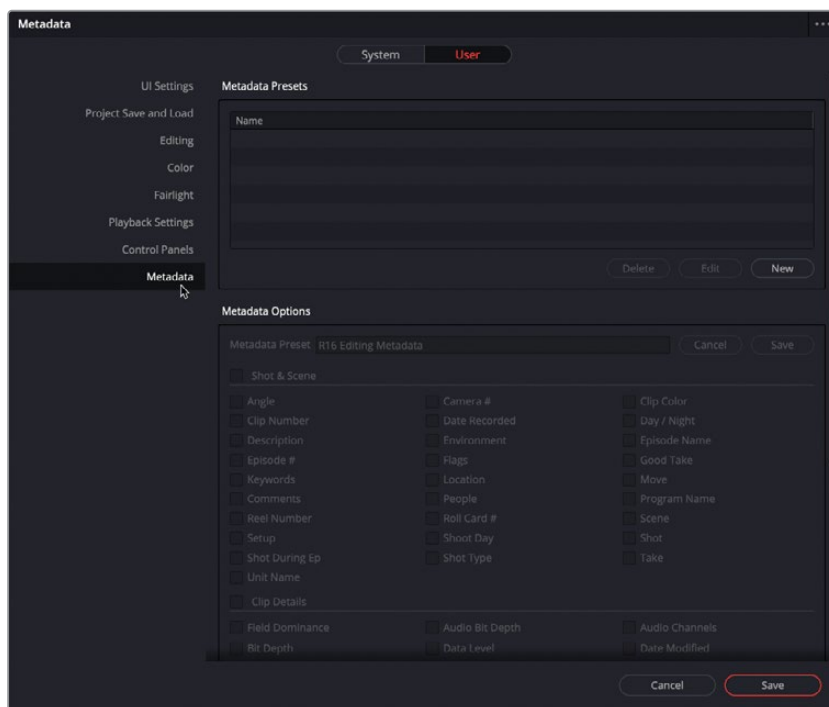 Metadata
System User
UI Settings
Project Save and Load
Editing
Color
Fairlight
Playback Settings
Control Panels
Metadata
Metadata Presets
Name
Delete Edit New
Metadata Options
Metadata Preset R16 Editing Metadata Cancel Save
Shot & Scene
Angle Camera # Clip Color
Clip Number Date Recorded Day / Night
Description Environment Episode Name
Episode # Flags Good Take
Keywords Location Move
Comments People Program Name
Reel Number Roll Card # Scene
Setup Shoot Day Shot
Shot During Ep Shot Type Take
Unit Name
Clip Details
Field Dominance Audio Bit Depth Audio Channels
Bit Depth Data Level Date Modified
Cancel Save